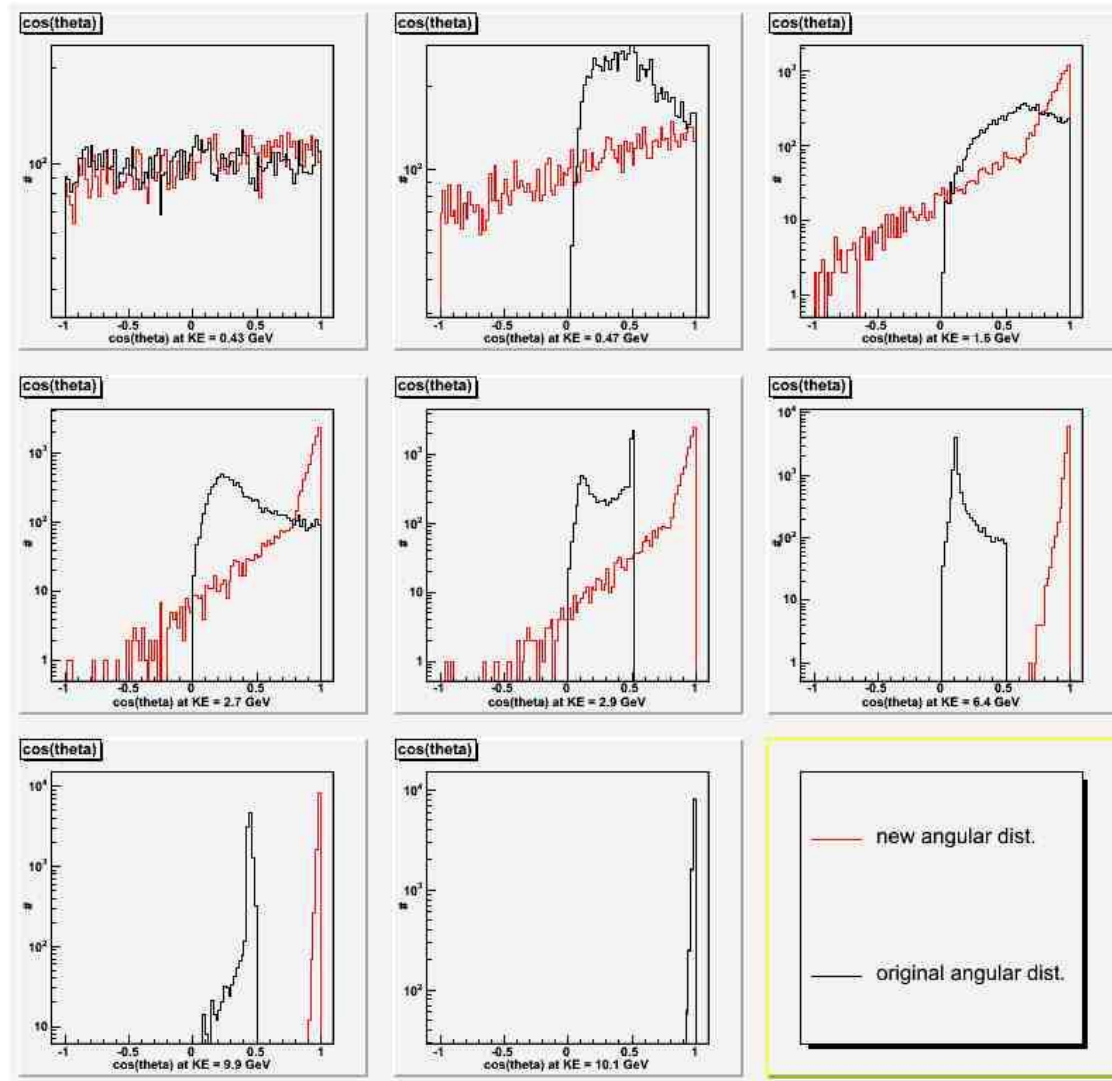 cos(theta)
10²
#
-1 -0.5 0 0.5 1
cos(theta) at KE = 0.43 GeV
cos(theta)
10²
#
-1 -0.5 0 0.5 1
cos(theta) at KE = 0.47 GeV
cos(theta)
10³
10²
#
10
1
-1 -0.5 0 0.5 1
cos(theta) at KE = 1.5 GeV
cos(theta)
10³
10²
#
10
1
-1 -0.5 0 0.5 1
cos(theta) at KE = 2.7 GeV
cos(theta)
10³
10²
#
10
1
-1 -0.5 0 0.5 1
cos(theta) at KE = 2.9 GeV
cos(theta)
10⁴
10³
10²
#
10
1
-1 -0.5 0 0.5 1
cos(theta) at KE = 6.4 GeV
cos(theta)
10⁴
10³
#
10²
10
-1 -0.5 0 0.5 1
cos(theta) at KE = 9.9 GeV
cos(theta)
10⁴
10³
#
10²
-1 -0.5 0 0.5 1
cos(theta) at KE = 10.1 GeV
new angular dist.
original angular dist.